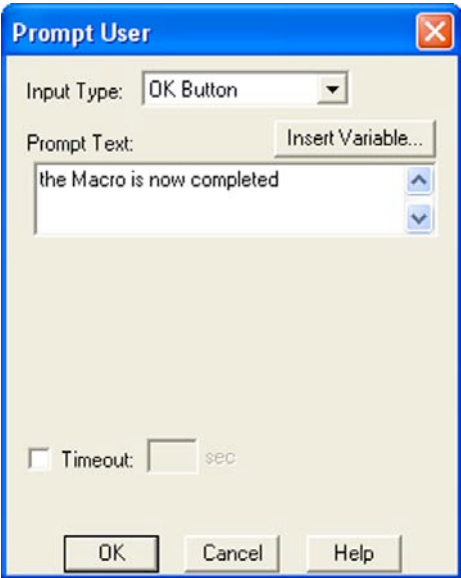 Prompt User
Input Type: OK Button
Prompt Text: Insert Variable...
the Macro is now completed
Timeout: sec
OK Cancel Help